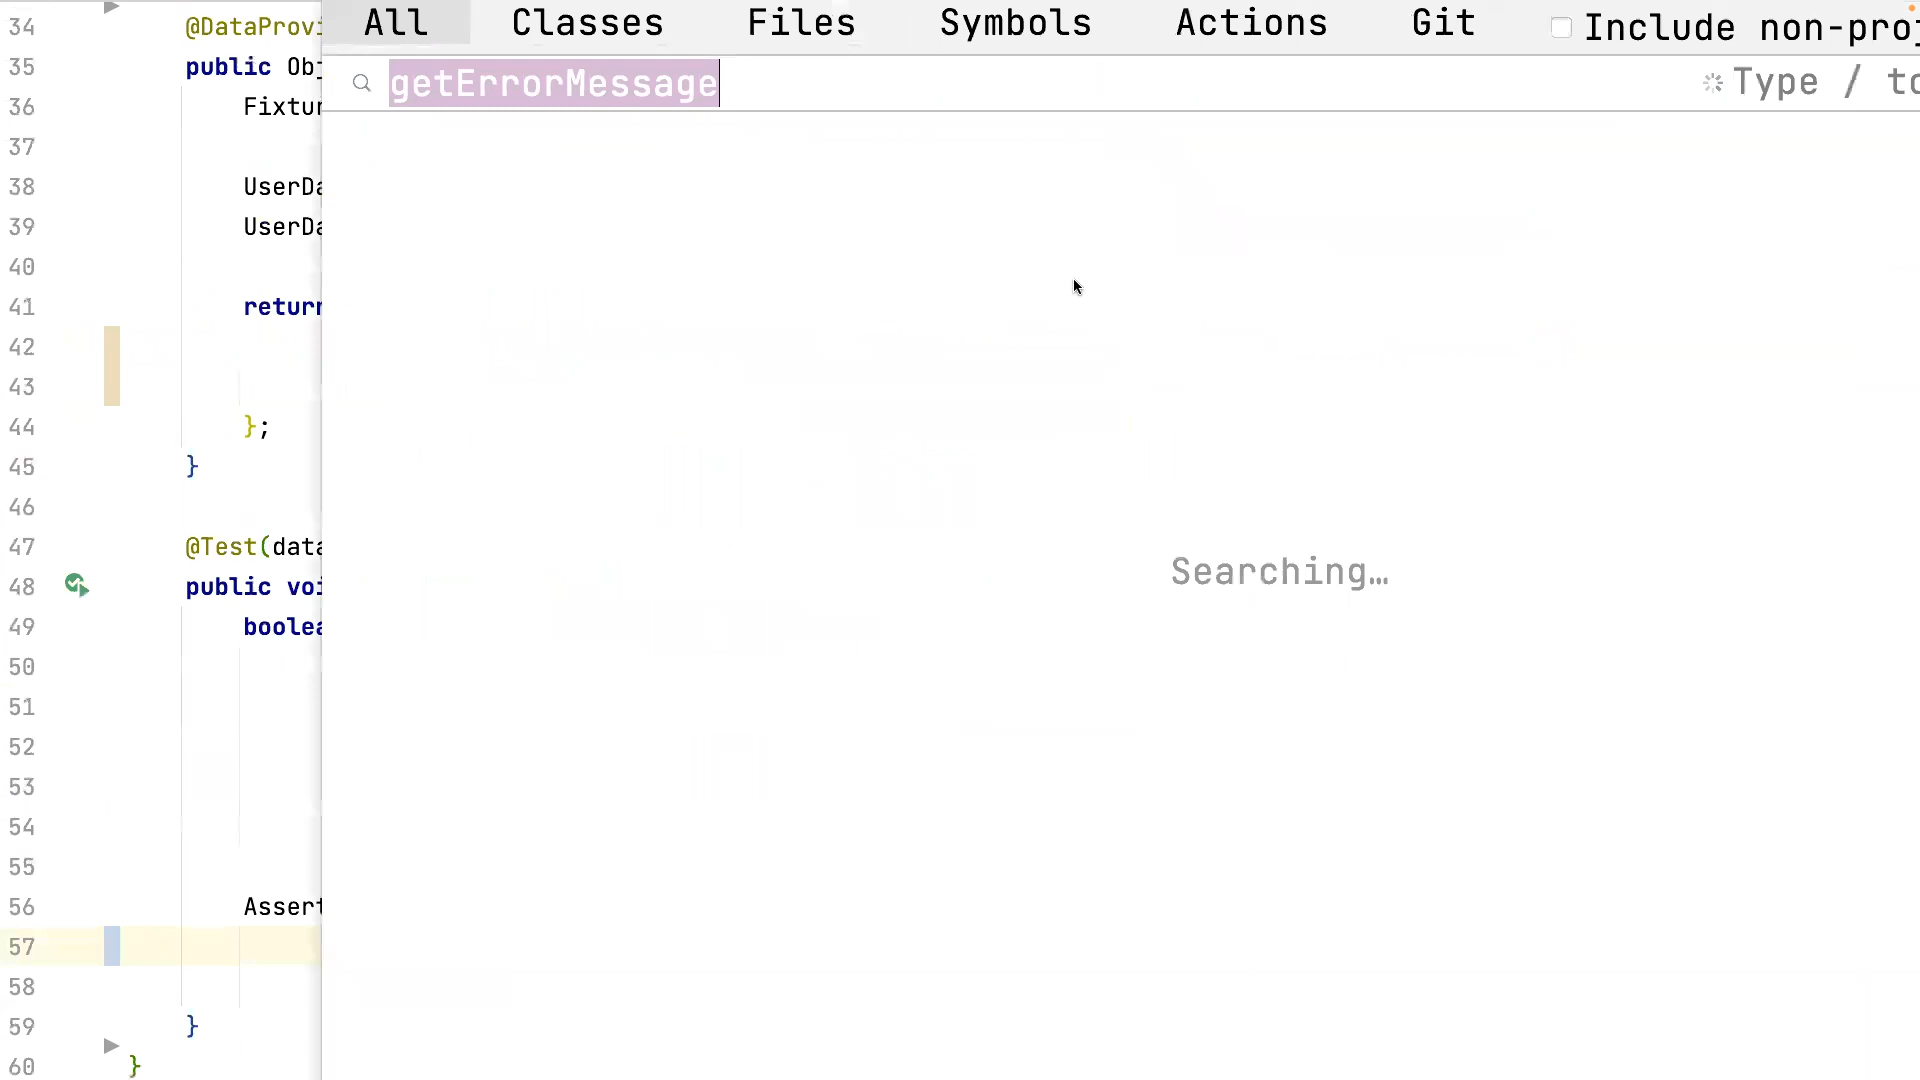 All Classes Files Symbols Actions Git Include non-proj
getErrorMessage Type / to
Searching…
34 @DataProvi
35 public Obj
36 Fixtur
37
38 UserDa
39 UserDa
40
41 return
42
43
44 };
45 }
46
47 @Test(data
48 public voi
49 boolea
50
51
52
53
54
55
56 Assert
57
58
59 }
60 }